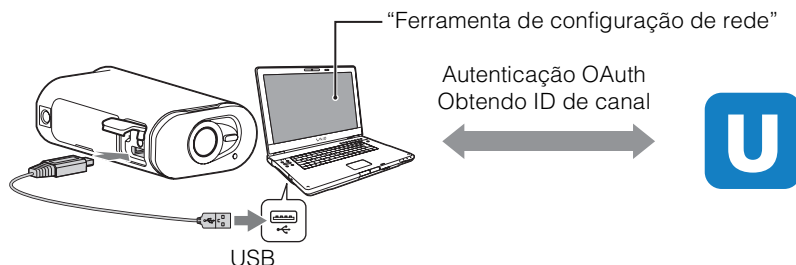 “Ferramenta de configuração de rede”
Autenticação OAuth
Obtendo ID de canal
U
USB